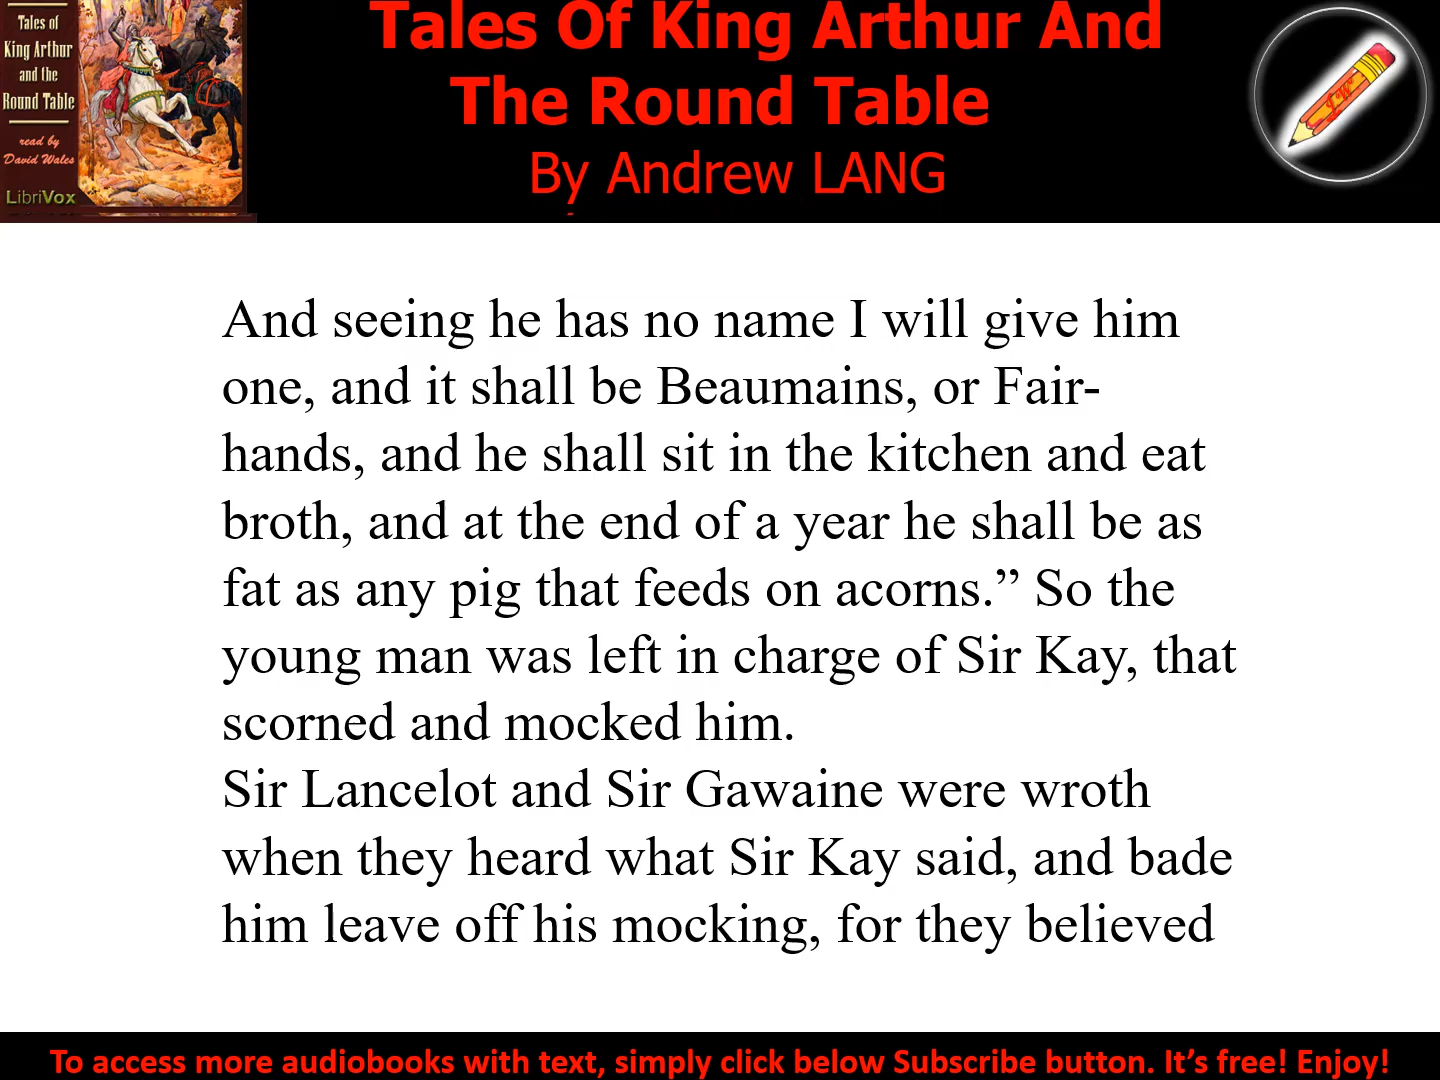 Tales of
King Arthur
and the
Round Table
read by
David Wales
LibriVox
Tales Of King Arthur And
The Round Table
By Andrew LANG
And seeing he has no name I will give him
one, and it shall be Beaumains, or Fair-
hands, and he shall sit in the kitchen and eat
broth, and at the end of a year he shall be as
fat as any pig that feeds on acorns.” So the
young man was left in charge of Sir Kay, that
scorned and mocked him.
Sir Lancelot and Sir Gawaine were wroth
when they heard what Sir Kay said, and bade
him leave off his mocking, for they believed
To access more audiobooks with text, simply click below Subscribe button. It’s free! Enjoy!